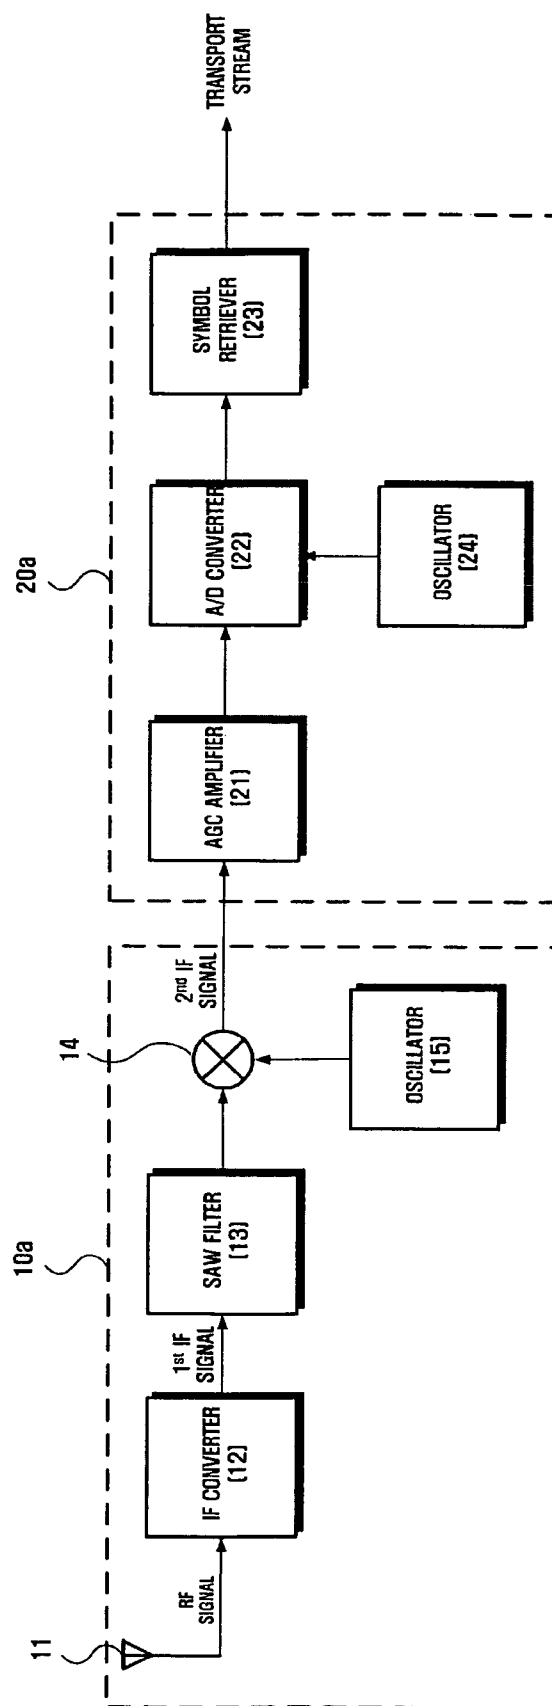 11
RF
SIGNAL
IF CONVERTER
(12)
1st IF
SIGNAL
10a
SAW FILTER
(13)
14
OSCILLATOR
(15)
2nd IF
SIGNAL
AGC AMPLIFIER
(21)
20a
A/D CONVERTER
(22)
OSCILLATOR
(24)
SYMBOL
RETRIEVER
(23)
TRANSPORT
STREAM